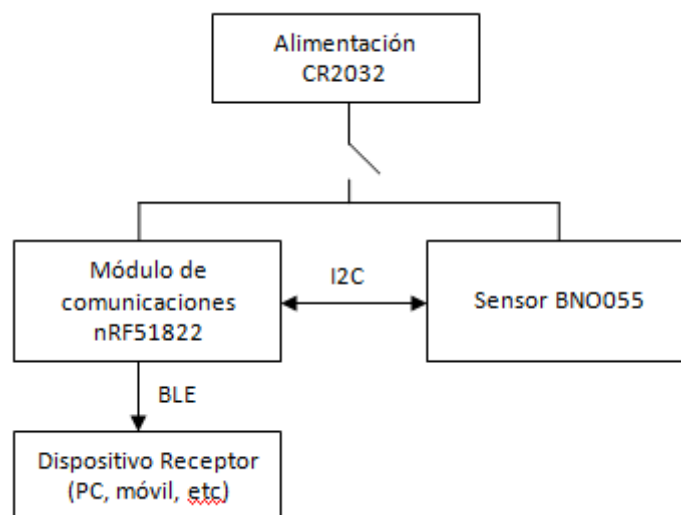 Alimentación
CR2032
Módulo de
comunicaciones
nRF51822
I2C
Sensor BNO055
BLE
Dispositivo Receptor
(PC, móvil, etc)